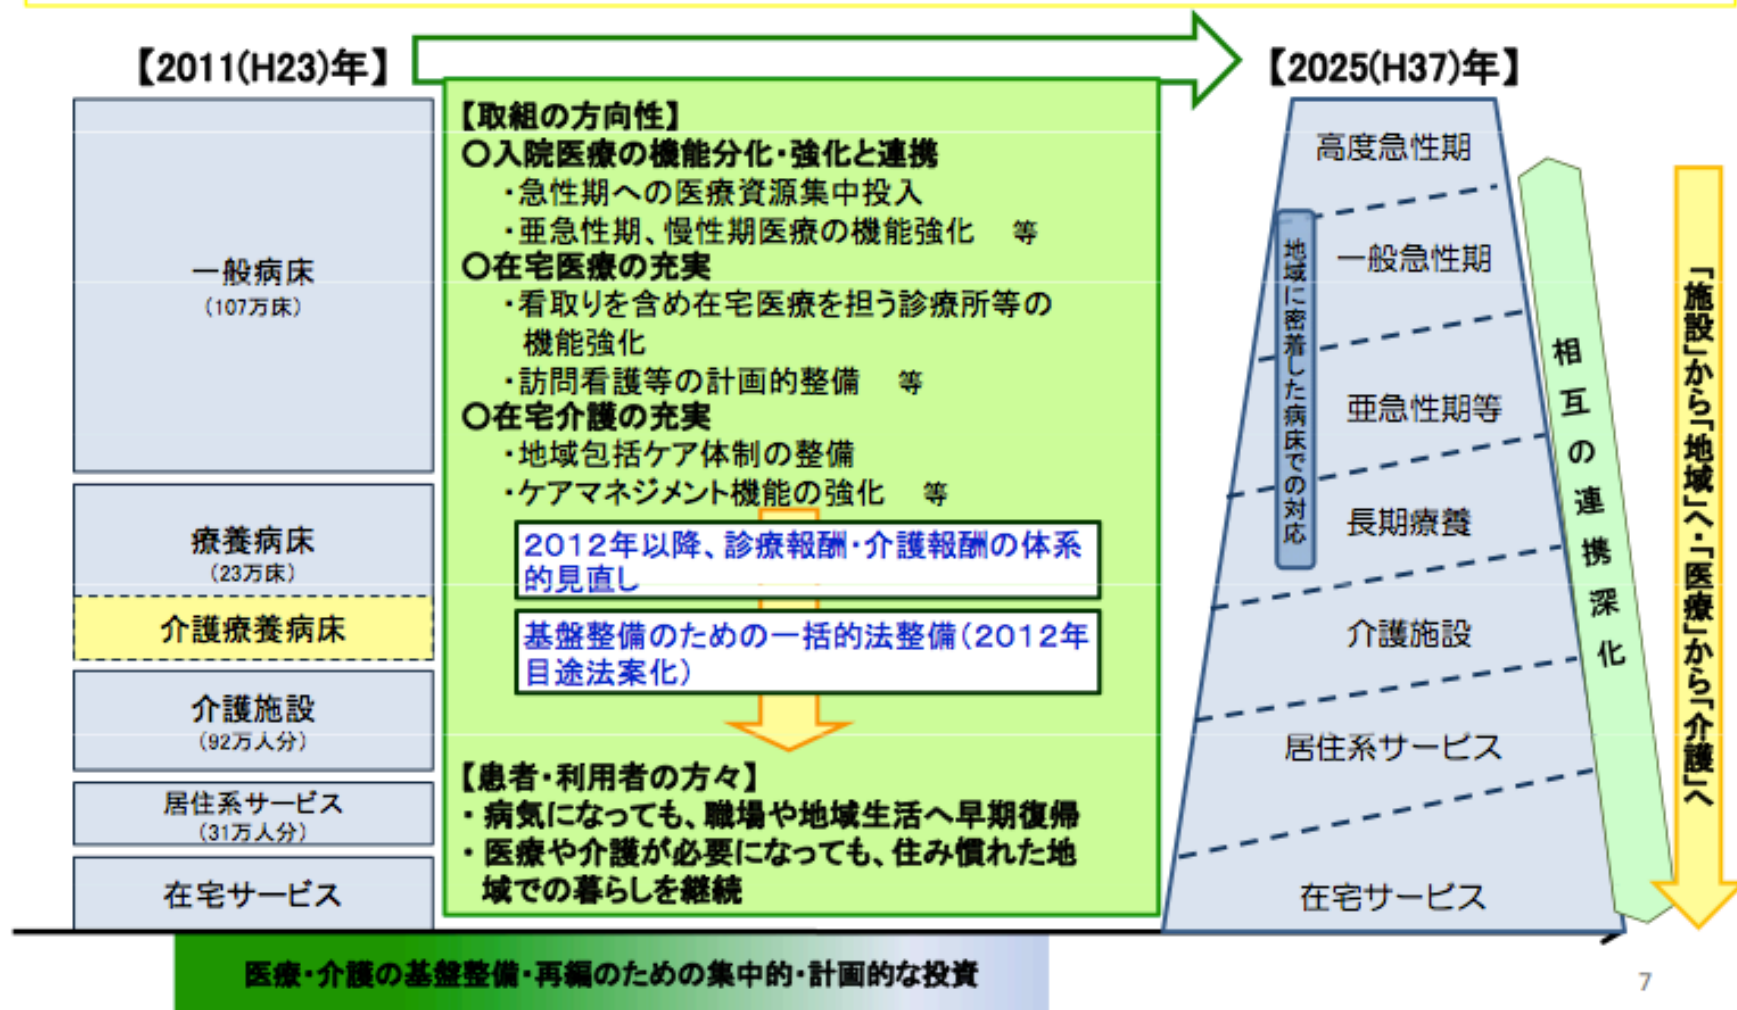 【2011(H23)年】
一般病床
(107万床)
療養病床
(23万床)
介護療養病床
介護施設
(92万人分)
居住系サービス
(31万人分)
在宅サービス
【取組の方向性】
○入院医療の機能分化・強化と連携
・急性期への医療資源集中投入
・亜急性期、慢性期医療の機能強化 等
○在宅医療の充実
・看取りを含め在宅医療を担う診療所等の
機能強化
・訪問看護等の計画的整備 等
○在宅介護の充実
・地域包括ケア体制の整備
・ケアマネジメント機能の強化 等
2012年以降、診療報酬・介護報酬の体系
的見直し
基盤整備のための一括的法整備(2012年
目途法案化)
【患者・利用者の方々】
・病気になっても、職場や地域生活へ早期復帰
・医療や介護が必要になっても、住み慣れた地
域での暮らしを継続
【2025(H37)年】
高度急性期
一般急性期
亜急性期等
長期療養
介護施設
居住系サービス
在宅サービス
地域に密着した病床での対応
相互の連携深化
「施設」から「地域」へ・「医療」から「介護」へ
医療・介護の基盤整備・再編のための集中的・計画的な投資
7